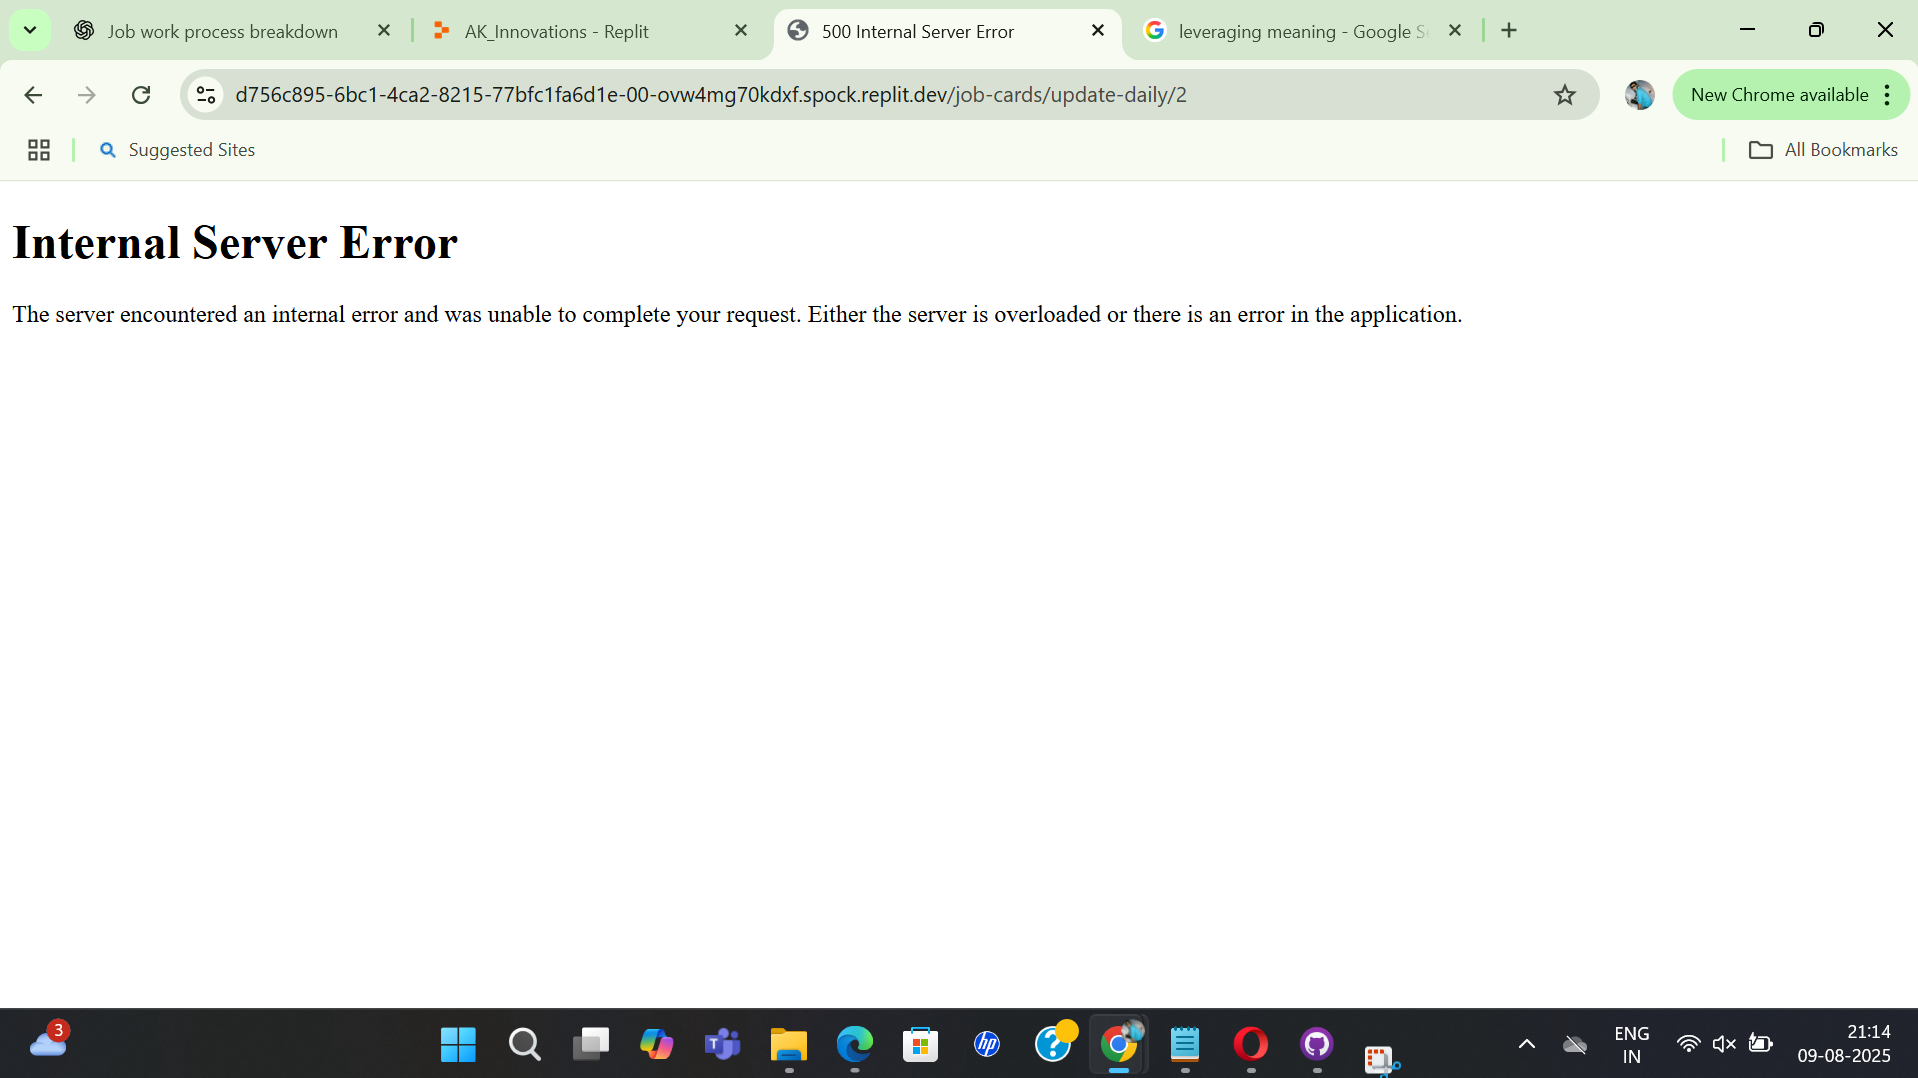 Job work process breakdown
AK_Innovations - Replit
500 Internal Server Error
leveraging meaning - Google S
d756c895-6bc1-4ca2-8215-77bfc1fa6d1e-00-ovw4mg70kdxf.spock.replit.dev/job-cards/update-daily/2
New Chrome available
Suggested Sites
All Bookmarks
Internal Server Error
The server encountered an internal error and was unable to complete your request. Either the server is overloaded or there is an error in the application.
3
T
hp
?
ENG
IN
21:14
09-08-2025